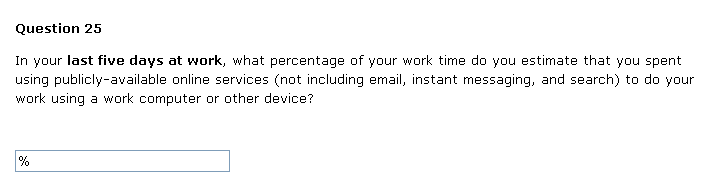 Question 25
In your last five days at work, what percentage of your work time do you estimate that you spent
using publicly-available online services (not including email, instant messaging, and search) to do your
work using a work computer or other device?
%